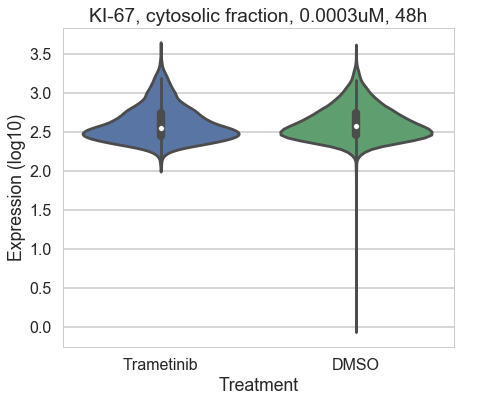 KI-67, cytosolic fraction, 0.0003uM, 48h
Expression (log10)
3.5
3.0
2.5
2.0
1.5
1.0
0.5
0.0
Trametinib DMSO
Treatment